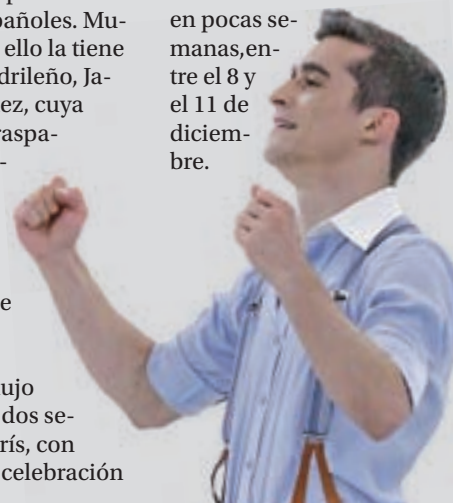 pañoles. Mu-
ello la tiene
drileño, Ja-
ez, cuya
raspa-
-
e
ujo
dos se-
rís, con
celebración
en pocas se-
manas,en-
tre el 8 y
el 11 de
diciem-
bre.